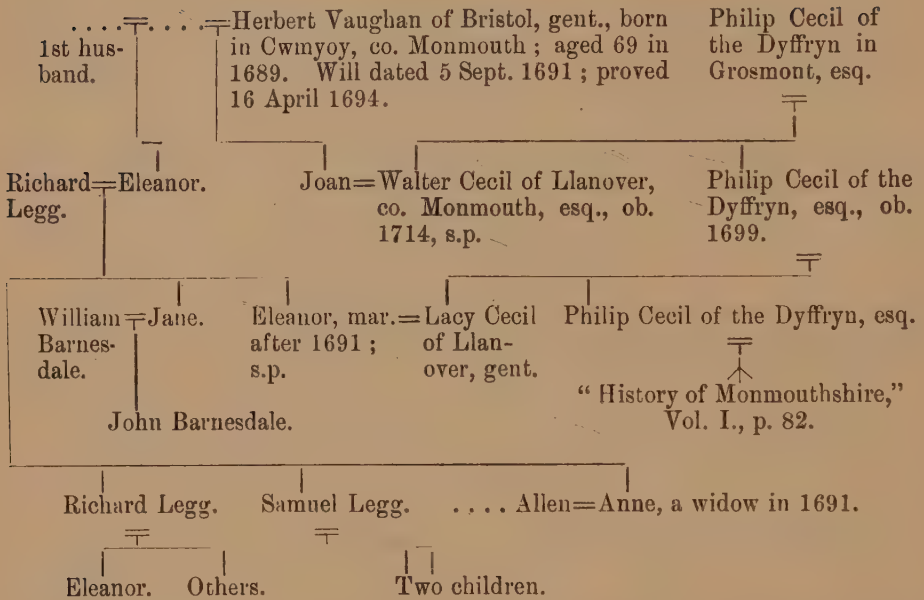 . . . . . . . . Herbert Vaughan of Bristol, gent., born
in Cwmyoy, co. Monmouth ; aged 69 in
1689. Will dated 5 Sept. 1691 ; proved
16 April 1694.
1st hus-
band.
Philip Cecil of
the Dyffryn in
Grosmont, esq.
Richard=Eleanor.
Legg.
Joan=Walter Cecil of Llanover,
co. Monmouth, esq., ob.
1714, s.p.
Philip Cecil of the
Dyffryn, esq., ob.
1699.
William=Jane.
Barnes-
dale.
Eleanor, mar.=Lacy Cecil
after 1691 ;
s.p.
of Llan-
over, gent.
Philip Cecil of the Dyffryn, esq.
"History of Monmouthshire,"
Vol. I., p. 82.
John Barnesdale.
Richard Legg.
Samuel Legg.
. . . . Allen=Anne, a widow in 1691.
Eleanor.
Others.
Two children.